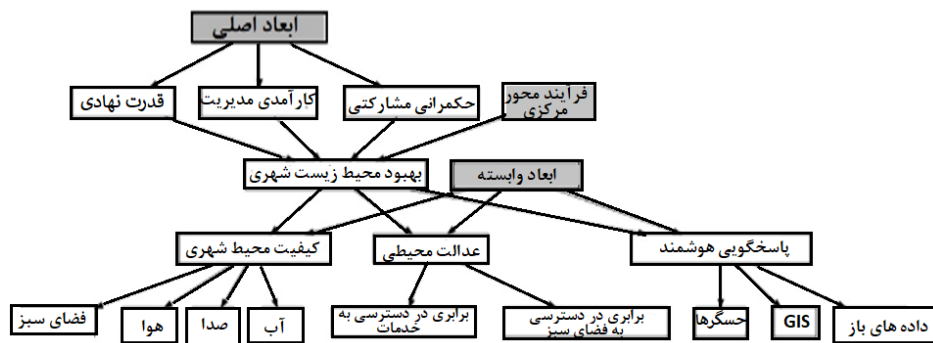 ابعاد اصلی
حکمرانی مشارکتی
کارآمدی مدیریت
قدرت نهادی
فرآیند محور
مرکزی
بهبود محیط زیست شهری
ابعاد وابسته
پاسخگویی هوشمند
عدالت محیطی
کیفیت محیط شهری
داده های باز
GIS
حسگرها
برابری در دسترسی
به فضای سبز
برابری در دسترسی به
خدمات
آب
صدا
هوا
فضای سبز